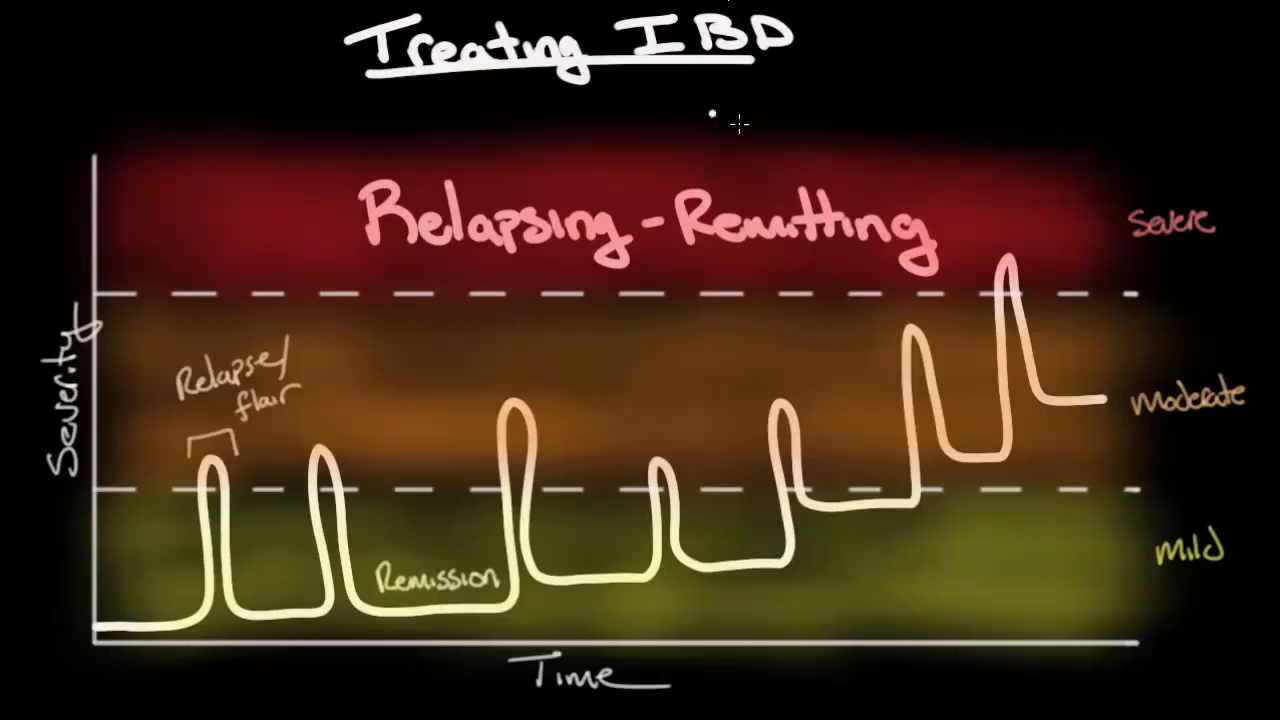 Treating IBD
Relapsing-Remitting
Severe
Severity
Relapse/
flair
Moderate
Remission
Mild
Time